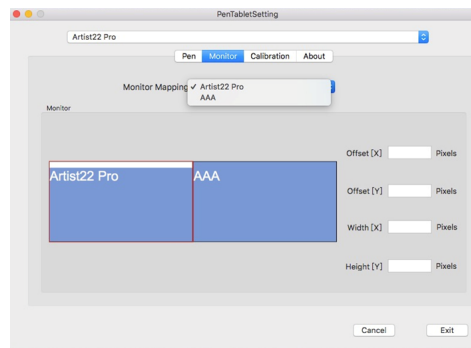 PenTabletSetting
Artist22 Pro
Pen Monitor Calibration About
Monitor Mapping ✓ Artist22 Pro
AAA
Monitor
Artist22 Pro AAA
Offset [X] Pixels
Offset [Y] Pixels
Width [X] Pixels
Height [Y] Pixels
Cancel Exit